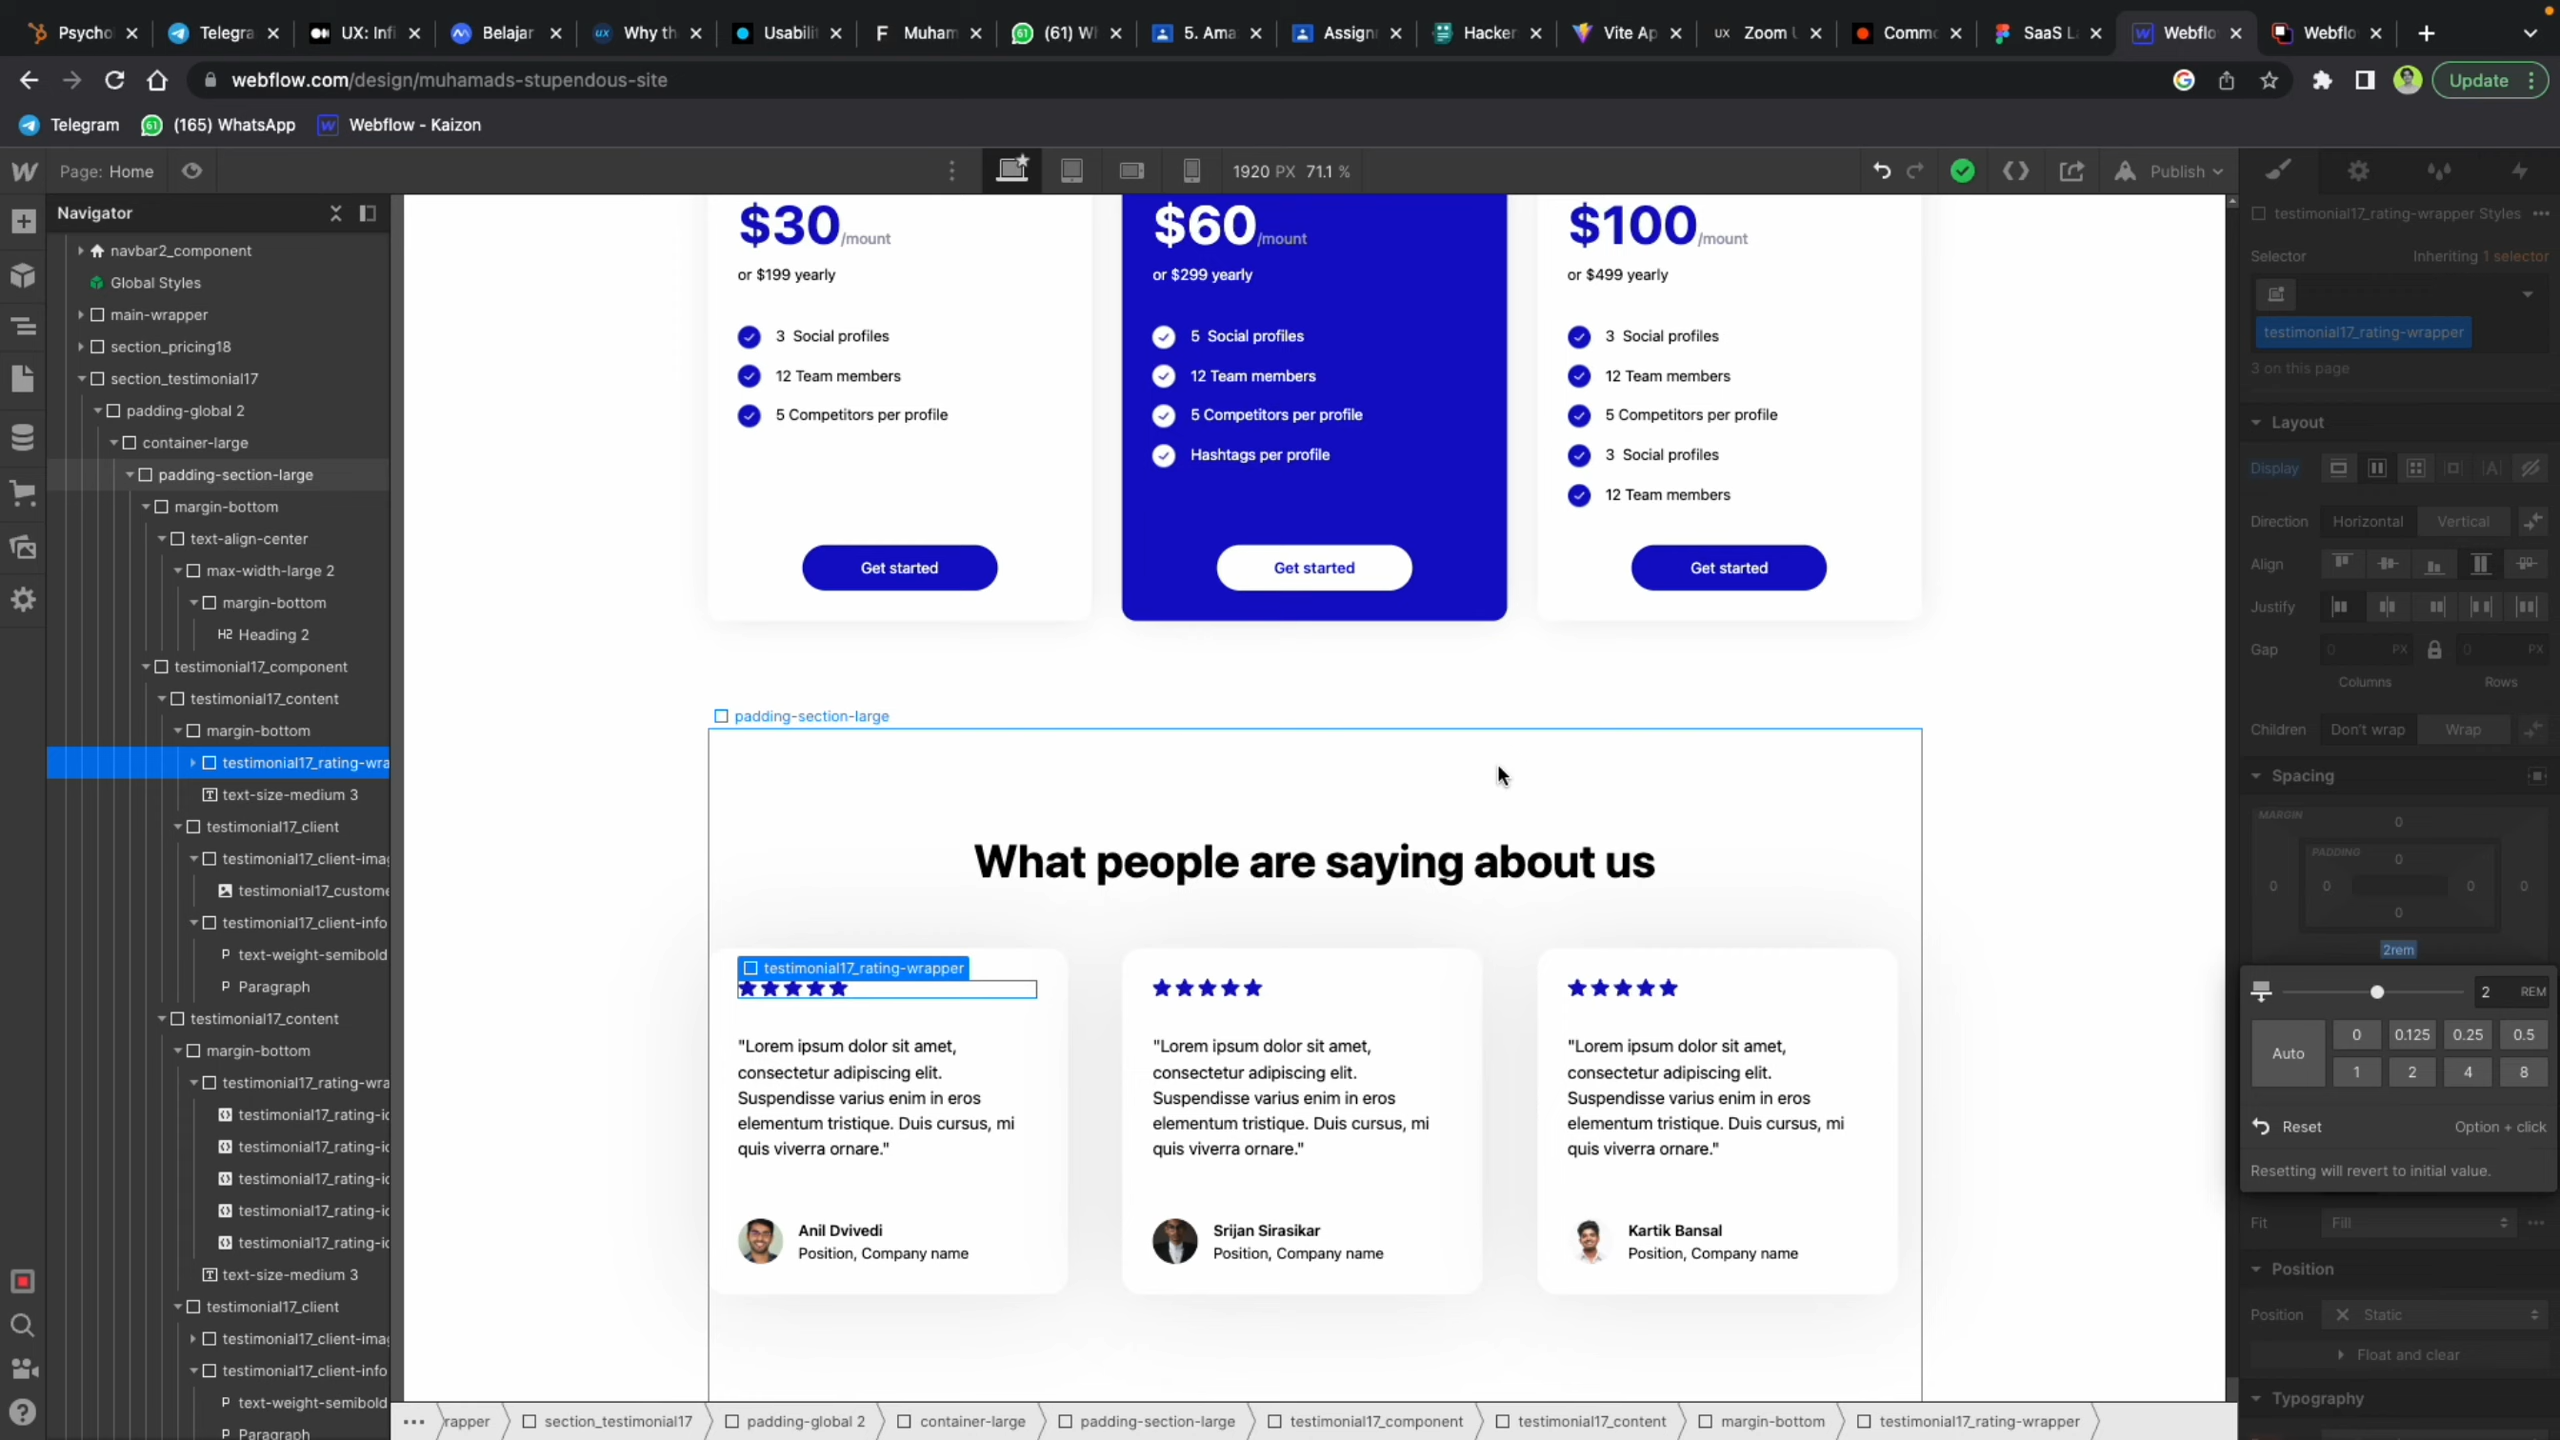 Psycho
Telegra
UX: Infi
Belajar
Why th
Usabili
Muham
(61) W
5. Ama
Assign
Hacker
Vite Ap
Zoom
Commo
SaaS L
Webflo
Webflo
webflow.com/design/muhamads-stupendous-site
Update
Telegram
(165) WhatsApp
Webflow - Kaizon
Page: Home
1920 PX 71.1 %
Publish
Navigator
navbar2_component
Global Styles
main-wrapper
section_pricing18
section_testimonial17
padding-global 2
container-large
padding-section-large
margin-bottom
text-align-center
max-width-large 2
margin-bottom
H2 Heading 2
testimonial17_component
testimonial17_content
margin-bottom
testimonial17_rating-wra
text-size-medium 3
testimonial17_client
testimonial17_client-imag
testimonial17_custome
testimonial17_client-info
P text-weight-semibold
P Paragraph
testimonial17_content
margin-bottom
testimonial17_rating-wra
testimonial17_rating-ic
testimonial17_rating-ic
testimonial17_rating-ic
testimonial17_rating-ic
testimonial17_rating-ic
text-size-medium 3
testimonial17_client
testimonial17_client-imag
testimonial17_client-info
P text-weight-semibold
P Paragraph
$30/mount
or $199 yearly
3 Social profiles
12 Team members
5 Competitors per profile
Get started
$60/mount
or $299 yearly
5 Social profiles
12 Team members
5 Competitors per profile
Hashtags per profile
Get started
$100/mount
or $499 yearly
3 Social profiles
12 Team members
5 Competitors per profile
3 Social profiles
12 Team members
Get started
padding-section-large
What people are saying about us
testimonial17_rating-wrapper
"Lorem ipsum dolor sit amet,
consectetur adipiscing elit.
Suspendisse varius enim in eros
elementum tristique. Duis cursus, mi
quis viverra ornare."
Anil Dvivedi
Position, Company name
"Lorem ipsum dolor sit amet,
consectetur adipiscing elit.
Suspendisse varius enim in eros
elementum tristique. Duis cursus, mi
quis viverra ornare."
Srijan Sirasikar
Position, Company name
"Lorem ipsum dolor sit amet,
consectetur adipiscing elit.
Suspendisse varius enim in eros
elementum tristique. Duis cursus, mi
quis viverra ornare."
Kartik Bansal
Position, Company name
rapper
section_testimonial17
padding-global 2
container-large
padding-section-large
testimonial17_component
testimonial17_content
margin-bottom
testimonial17_rating-wrapper
testimonial17_rating-wrapper Styles
Selector
Inheriting 1 selector
testimonial17_rating-wrapper
3 on this page
Layout
Display
Direction Horizontal Vertical
Align
Justify
Gap 0 PX 0 PX
Columns Rows
Children Don't wrap Wrap
Spacing
MARGIN
0
PADDING
0
0 0 0 0
0
2rem
2 REM
Auto
0 0.125 0.25 0.5
1 2 4 8
Reset Option + click
Resetting will revert to initial value.
Fit Fill
Position
Position Static
Float and clear
Typography